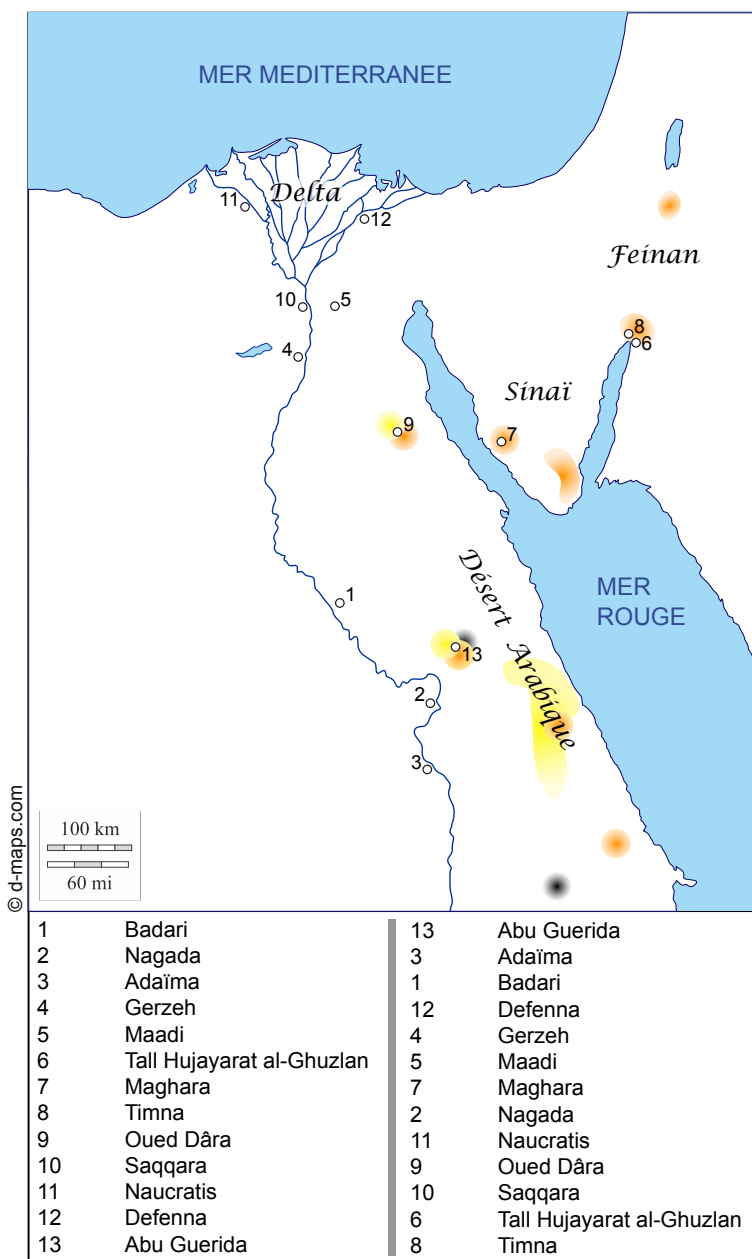 MER MEDITERRANEE
Delta
11
12
Feinan
10
5
8
6
4
Sinaï
9
7
Désert Arabique
1
MER
ROUGE
13
2
3
100 km
60 mi
© d-maps.com
1 Badari
2 Nagada
3 Adaïma
4 Gerzeh
5 Maadi
6 Tall Hujayarat al-Ghuzlan
7 Maghara
8 Timna
9 Oued Dâra
10 Saqqara
11 Naucratis
12 Defenna
13 Abu Guerida
13 Abu Guerida
3 Adaïma
1 Badari
12 Defenna
4 Gerzeh
5 Maadi
7 Maghara
2 Nagada
11 Naucratis
9 Oued Dâra
10 Saqqara
6 Tall Hujayarat al-Ghuzlan
8 Timna